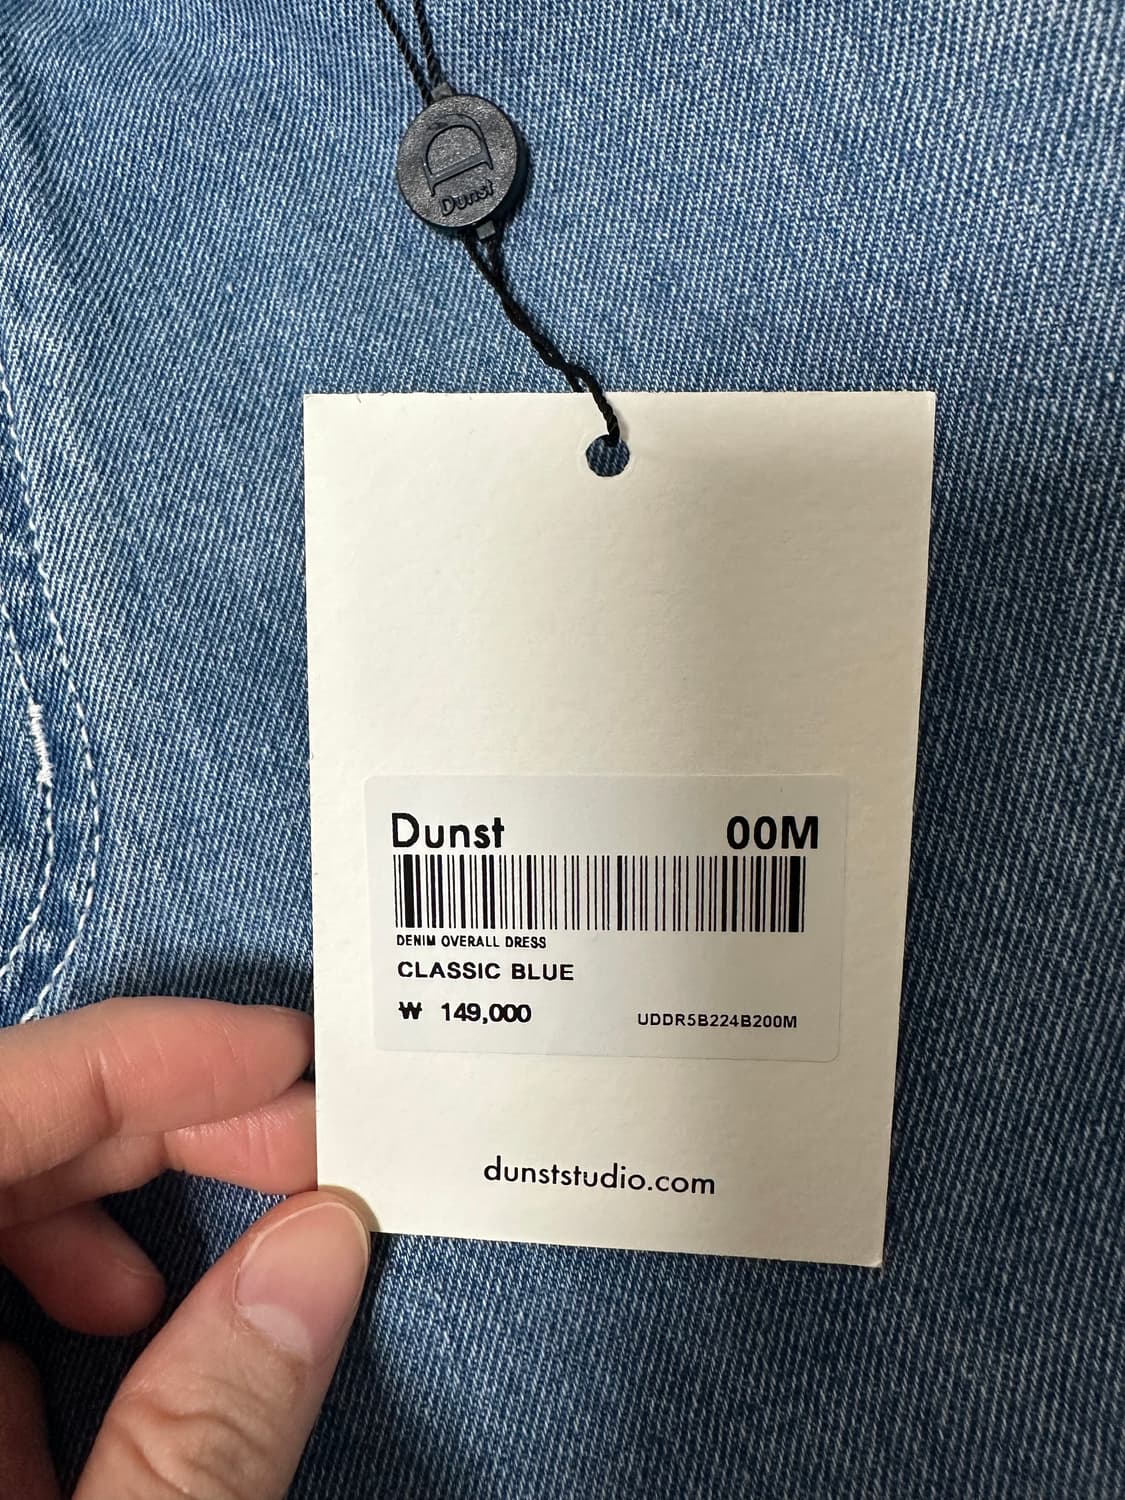 D
Dunst
Dunst 00M
DENIM OVERALL DRESS
CLASSIC BLUE
₩ 149,000 UDDR5B224B200M
dunststudio.com